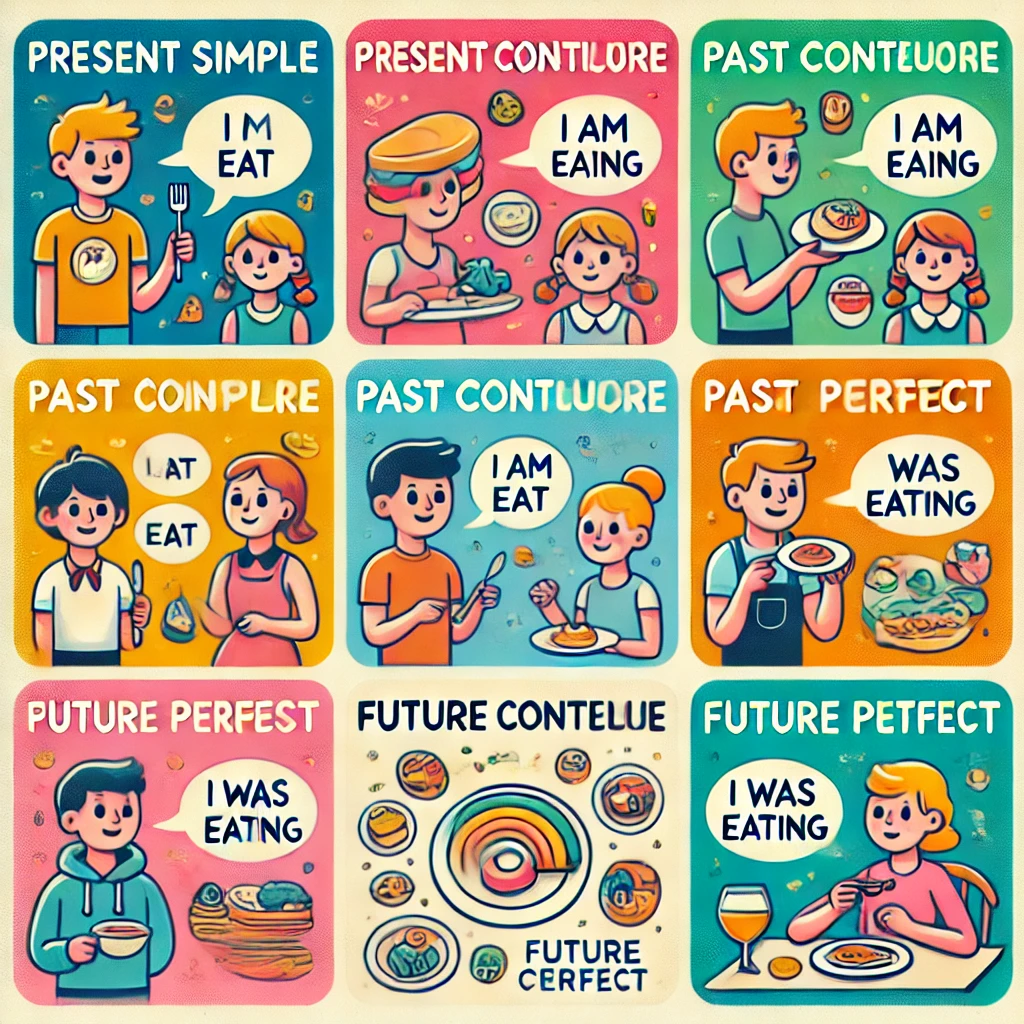 PRESENT SIMPLE
I M
EAT
PRESENT CONTILORE
I AM
EAING
PAST CONTEUORE
I AM
EAING
PAST COINPLRE
EAT
PAST CONTLUORE
I AM
EAT
PAST PERFECT
WAS
EATING
PUTURE PERFEST
I WAS
EATING
FUTURE CONTELUE
FUTURE
CERFECT
FUTURE PETFECT
I WAS
EATING